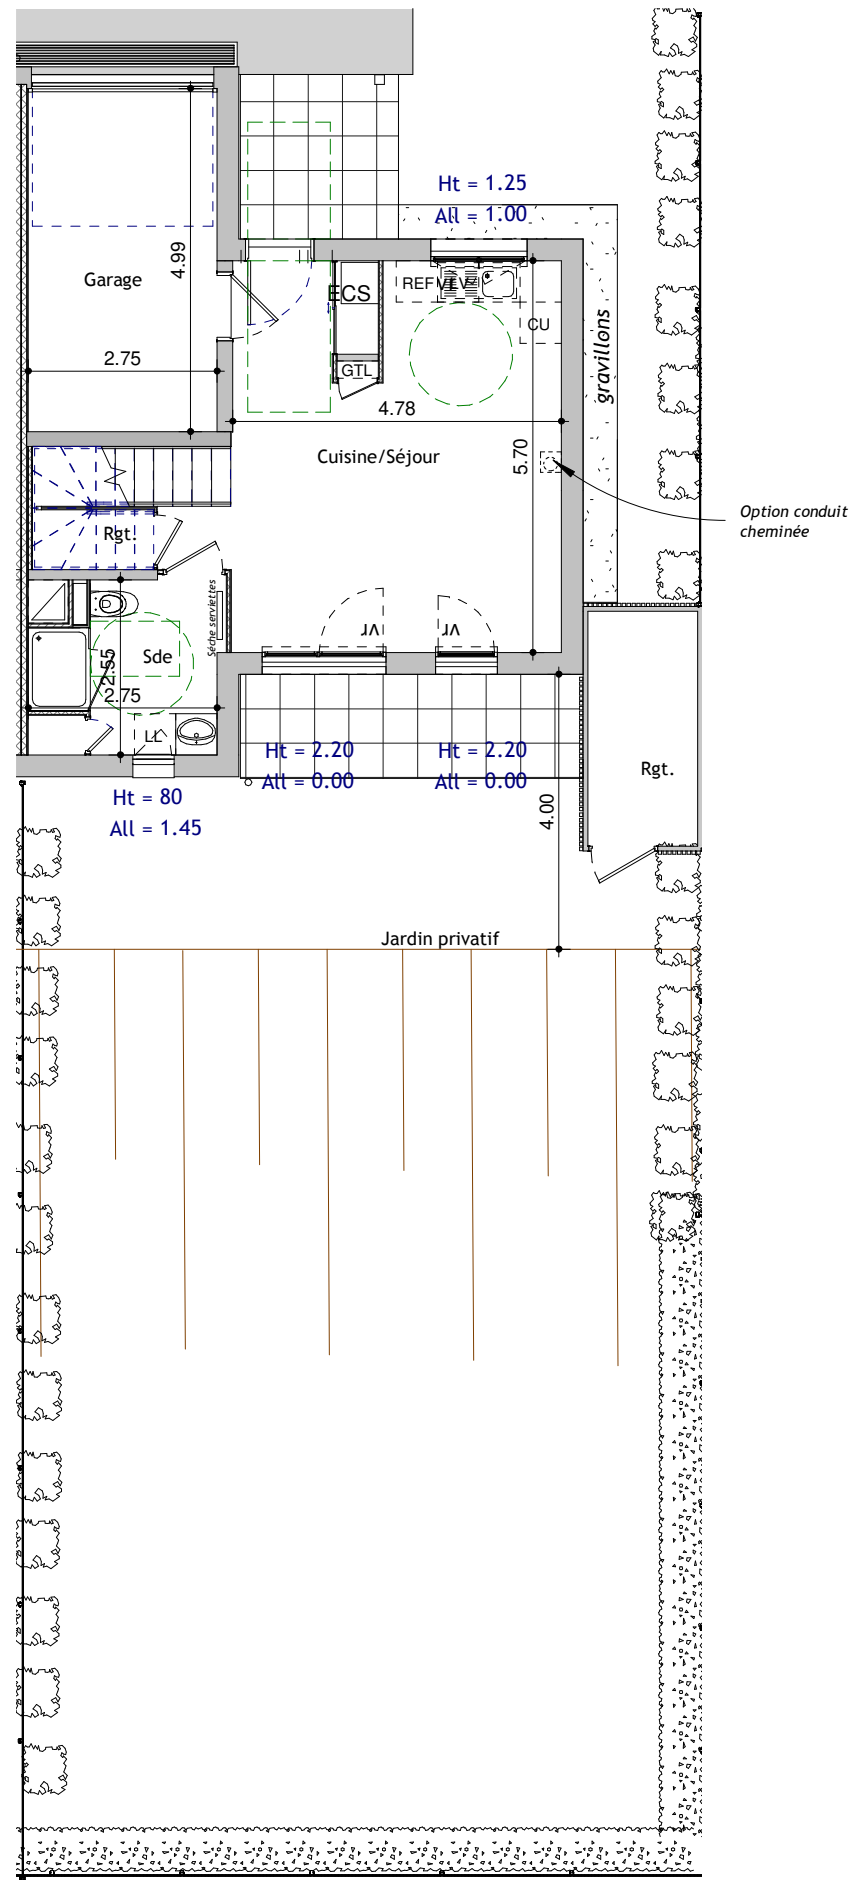 Ht = 1.25
All = 1.00
4.99
Garage
ECS
REF
LV
CU
gravillons
2.75
GTL
4.78
Cuisine/Séjour
5.70
Option conduit
cheminée
Rgt.
Sèche serviettes
VR
VR
Sde
2.55
2.75
LL
Ht = 2.20
All = 0.00
Ht = 2.20
All = 0.00
Rgt.
Ht = 80
All = 1.45
4.00
Jardin privatif